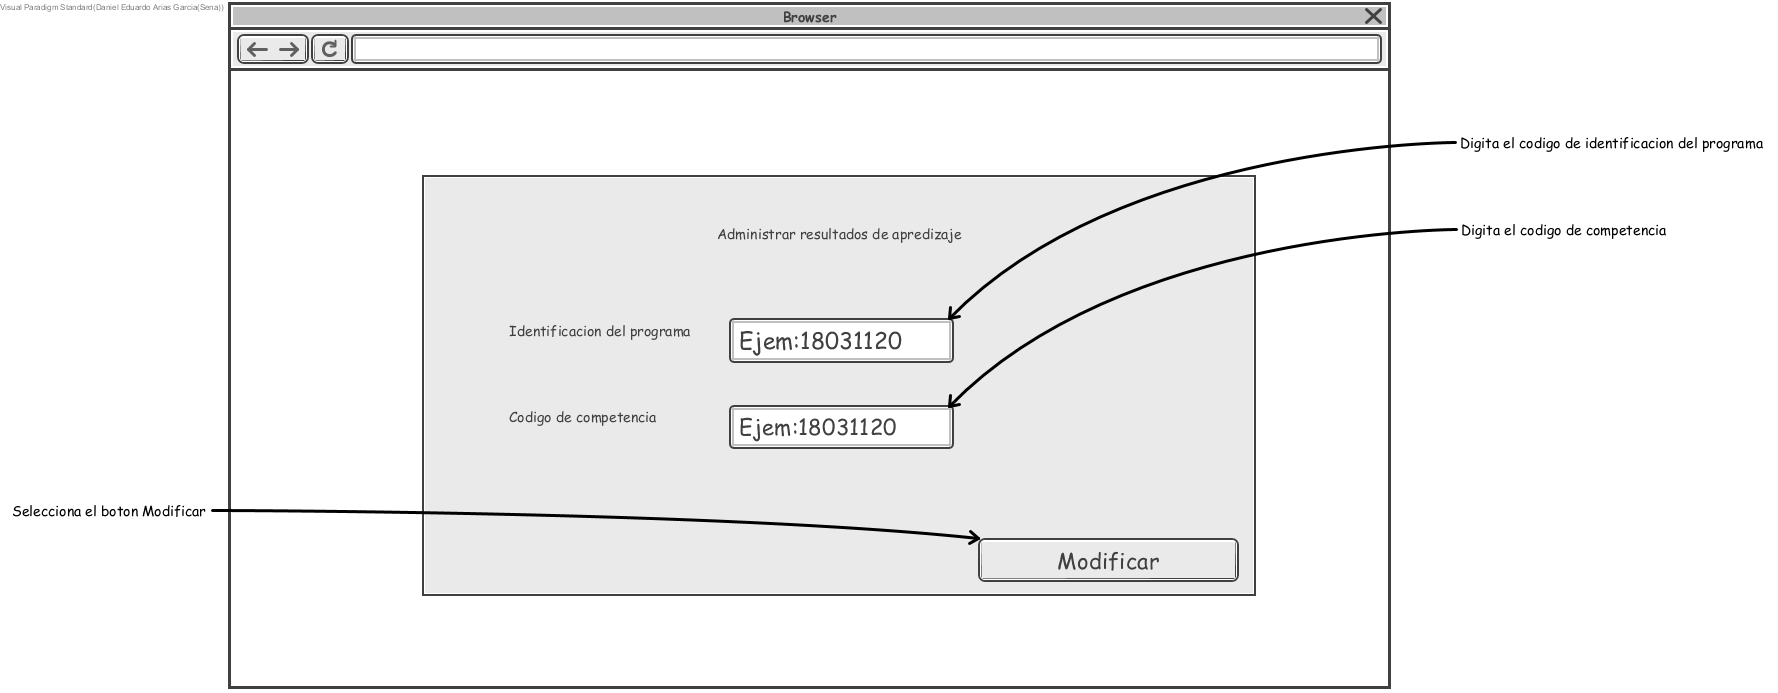 Visual Paradigm Standard(Daniel Eduardo Arias Garcia(Sena))
Browser
Digita el codigo de identificacion del programa
Digita el codigo de competencia
Administrar resultados de apredizaje
Identificacion del programa
Ejem:18031120
Codigo de competencia
Ejem:18031120
Selecciona el boton Modificar
Modificar